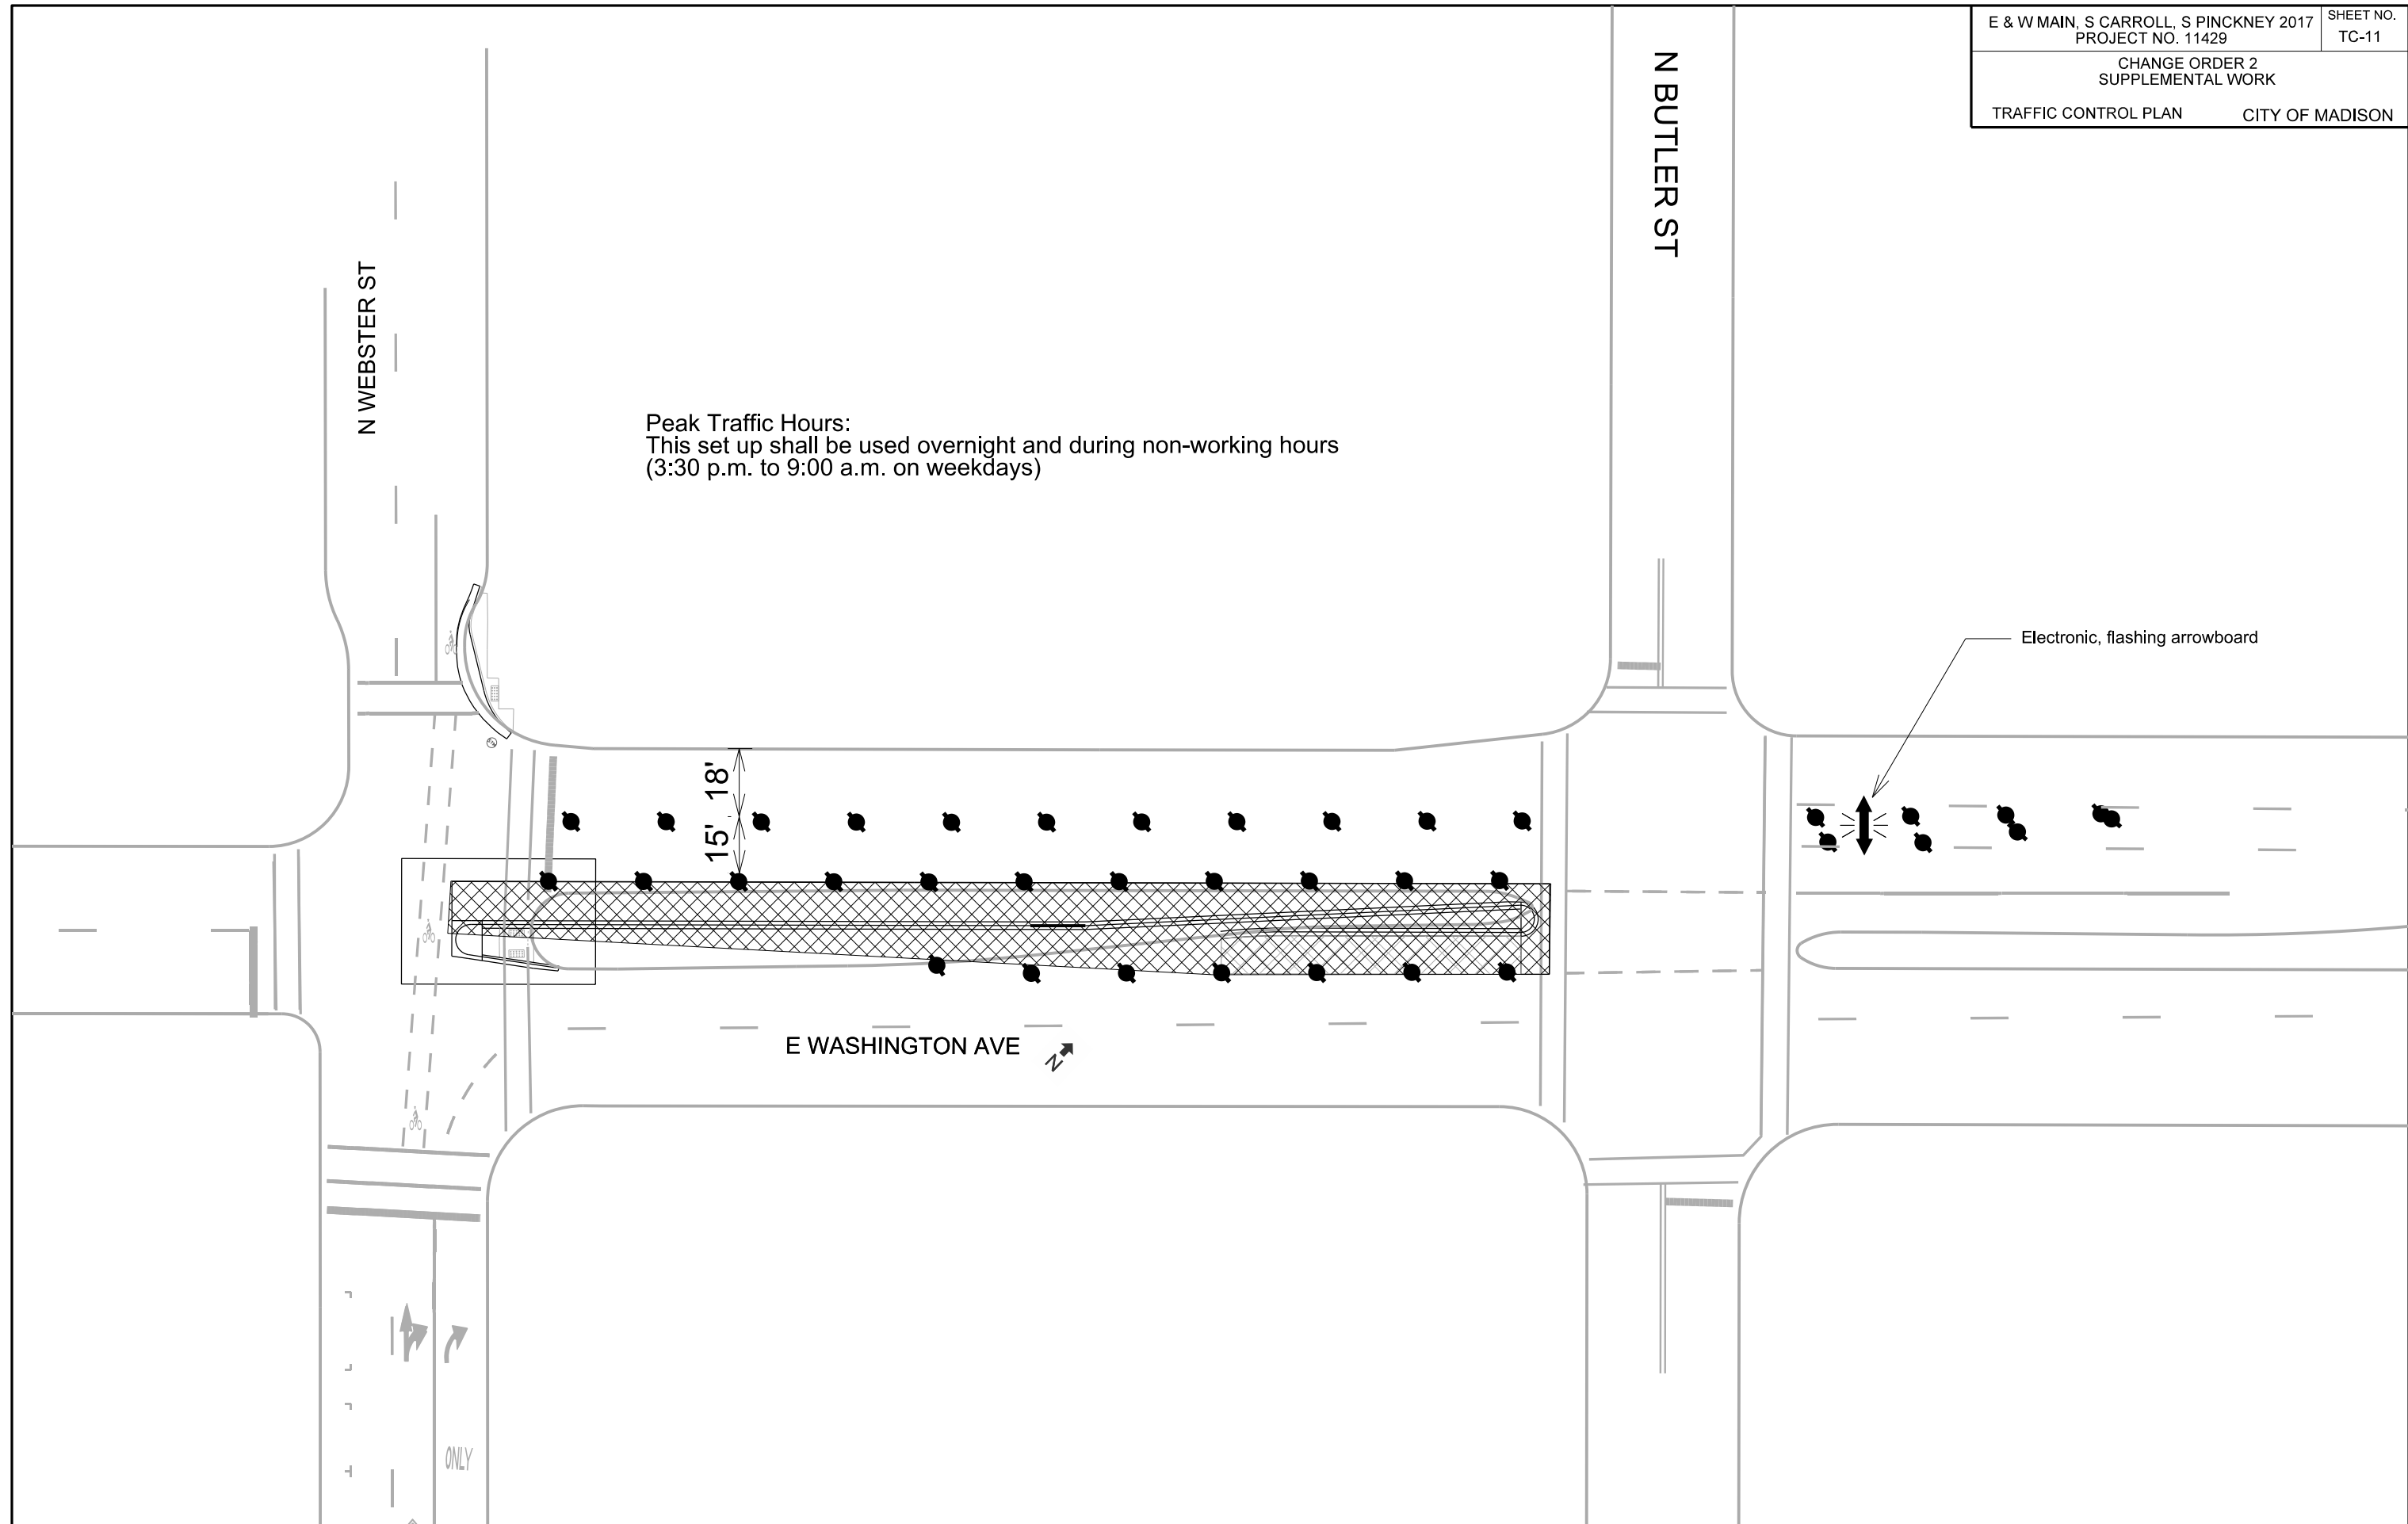 E & W MAIN, S CARROLL, S PINCKNEY 2017
PROJECT NO. 11429
SHEET NO.
TC-11
CHANGE ORDER 2
SUPPLEMENTAL WORK
TRAFFIC CONTROL PLAN
CITY OF MADISON
N BUTLER ST
N WEBSTER ST
Peak Traffic Hours:
This set up shall be used overnight and during non-working hours
(3:30 p.m. to 9:00 a.m. on weekdays)
Electronic, flashing arrowboard
18'
15'
E WASHINGTON AVE
N
ONLY